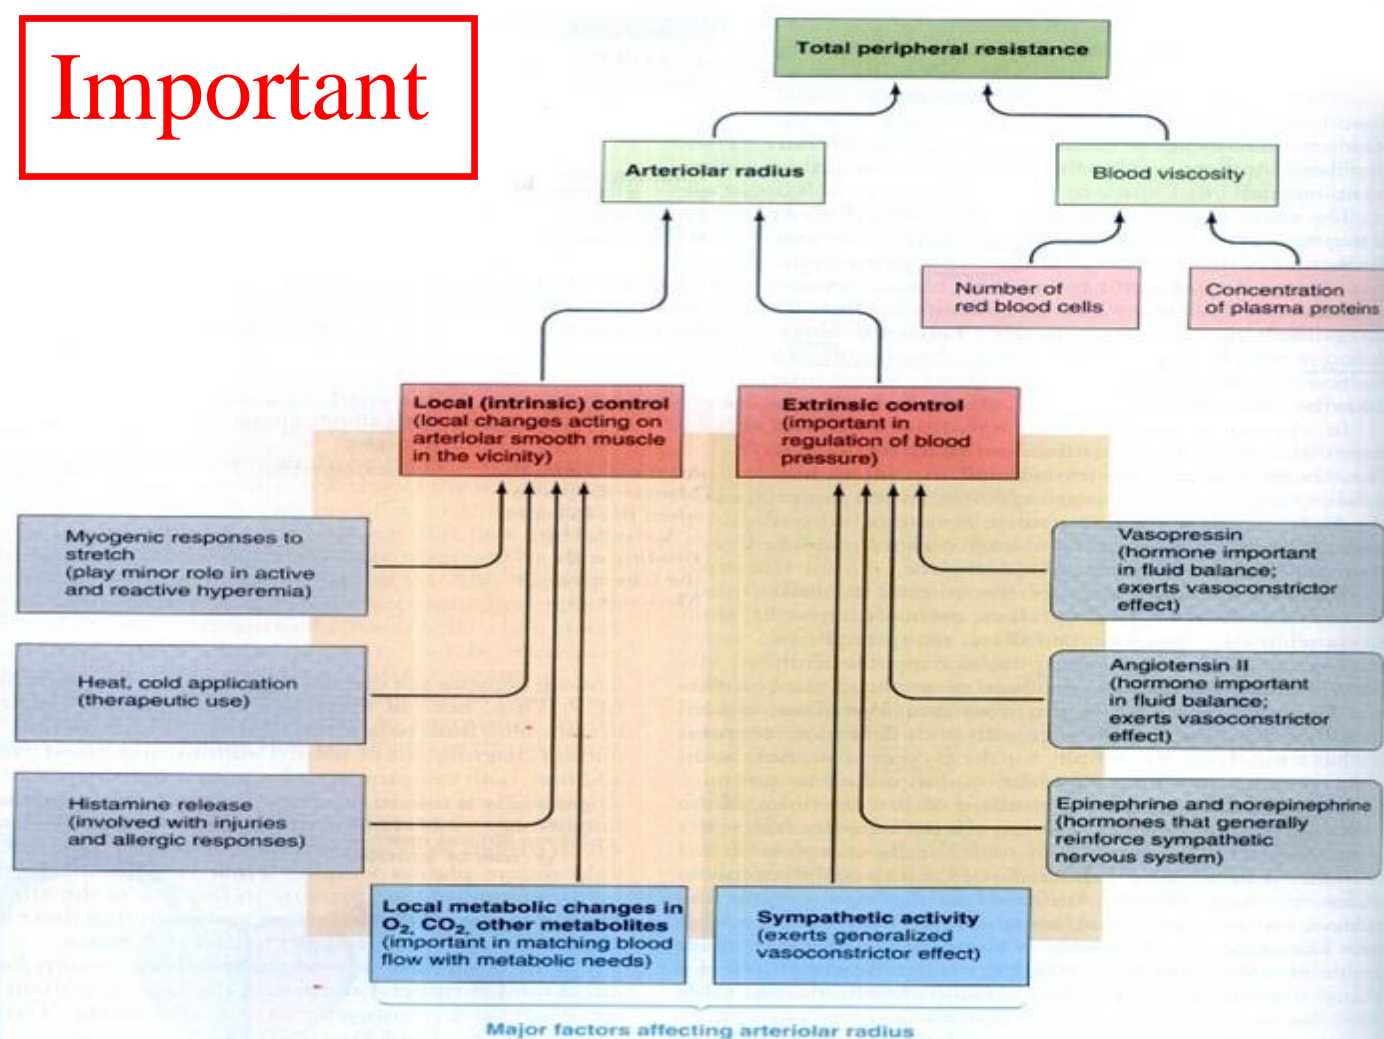 Important
Total peripheral resistance
Arteriolar radius
Blood viscosity
Number of
red blood cells
Concentration
of plasma proteins
Local (intrinsic) control
(local changes acting on
arteriolar smooth muscle
in the vicinity)
Extrinsic control
(important in
regulation of blood
pressure)
Myogenic responses to
stretch
(play minor role in active
and reactive hyperemia)
Heat, cold application
(therapeutic use)
Histamine release
(involved with injuries
and allergic responses)
Vasopressin
(hormone important
in fluid balance;
exerts vasoconstrictor
effect)
Angiotensin II
(hormone important
in fluid balance;
exerts vasoconstrictor
effect)
Epinephrine and norepinephrine
(hormones that generally
reinforce sympathetic
nervous system)
Local metabolic changes in
O₂, CO₂, other metabolites
(important in matching blood
flow with metabolic needs)
Sympathetic activity
(exerts generalized
vasoconstrictor effect)
Major factors affecting arteriolar radius